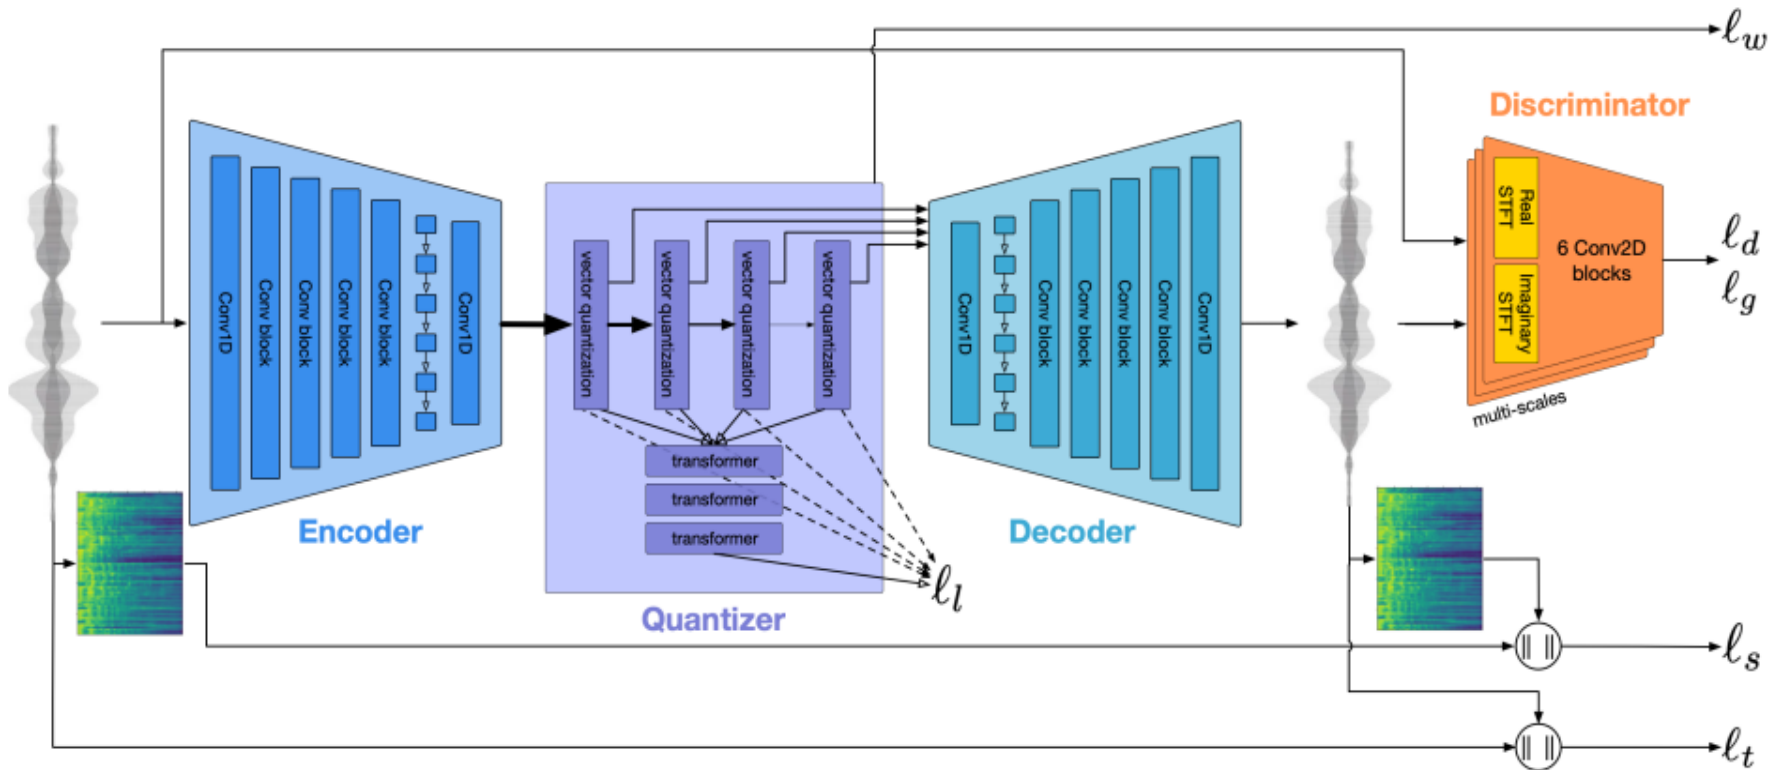 ℓw
Discriminator
Conv1D
Conv block
Conv block
Conv block
Conv block
Conv1D
Encoder
vector quantization
vector quantization
vector quantization
vector quantization
transformer
transformer
transformer
Quantizer
ℓl
Conv1D
Conv block
Conv block
Conv block
Conv block
Conv1D
Decoder
Real
STFT
Imaginary
STFT
6 Conv2D
blocks
multi-scales
ℓd
ℓg
|| ||
ℓs
|| ||
ℓt